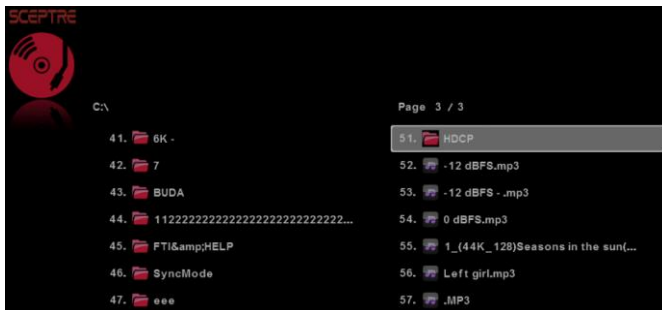 SCEPTRE
C:\
41. 6K -
42. 7
43. BUDA
44. 112222222222222222222222222...
45. FTI&amp;HELP
46. SyncMode
47. eee
Page 3 / 3
51. HDCP
52. -12 dBFS.mp3
53. -12 dBFS - .mp3
54. 0 dBFS.mp3
55. 1_(44K_128)Seasons in the sun(...
56. Left girl.mp3
57. .MP3